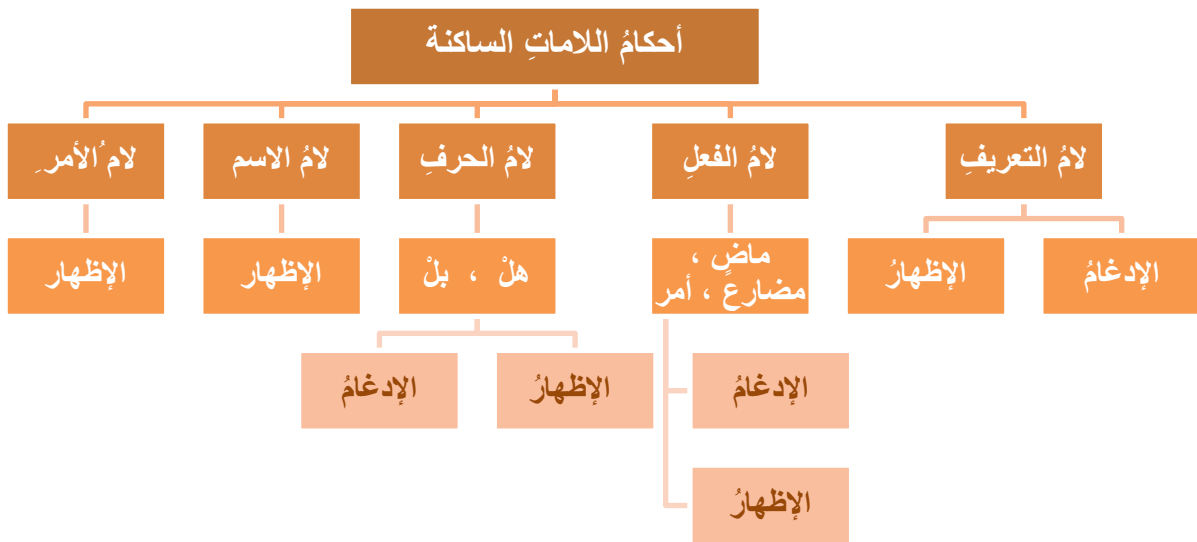 أحكامُ اللاماتِ الساكنة
لامُ التعريفِ
لامُ الفعلِ
لامُ الحرفِ
لامُ الاسم
لام ُالأمر ِ
الإدغامُ
الإظهارُ
ماضٍ ،
مضارعٌ ، أمر
هلْ ، بلْ
الإظهار
الإظهار
الإدغامُ
الإظهارُ
الإدغامُ
الإظهارُ